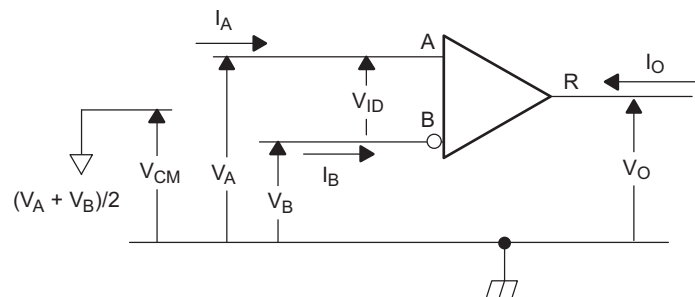 I_A
A
I_O
R
V_ID
B
V_CM
V_A
I_B
V_B
V_O
(V_A + V_B)/2